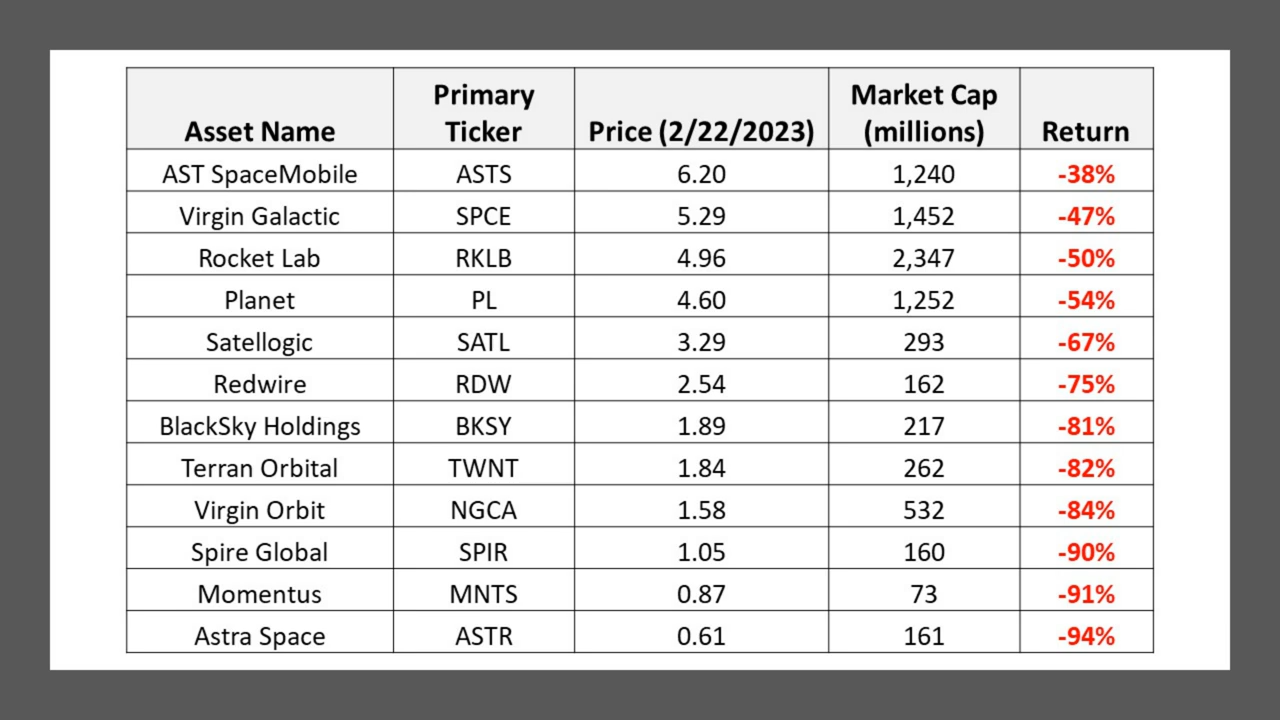 Asset Name Primary Ticker Price (2/22/2023) Market Cap (millions) Return
AST SpaceMobile ASTS 6.20 1,240 -38%
Virgin Galactic SPCE 5.29 1,452 -47%
Rocket Lab RKLB 4.96 2,347 -50%
Planet PL 4.60 1,252 -54%
Satellogic SATL 3.29 293 -67%
Redwire RDW 2.54 162 -75%
BlackSky Holdings BKSY 1.89 217 -81%
Terran Orbital TWNT 1.84 262 -82%
Virgin Orbit NGCA 1.58 532 -84%
Spire Global SPIR 1.05 160 -90%
Momentus MNTS 0.87 73 -91%
Astra Space ASTR 0.61 161 -94%